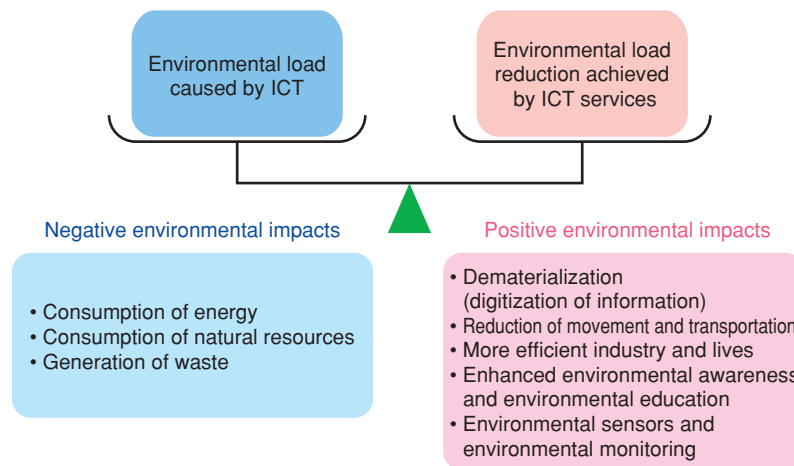 Environmental load
caused by ICT
Environmental load
reduction achieved
by ICT services
Negative environmental impacts
• Consumption of energy
• Consumption of natural resources
• Generation of waste
Positive environmental impacts
• Dematerialization
(digitization of information)
• Reduction of movement and transportation
• More efficient industry and lives
• Enhanced environmental awareness
and environmental education
• Environmental sensors and
environmental monitoring